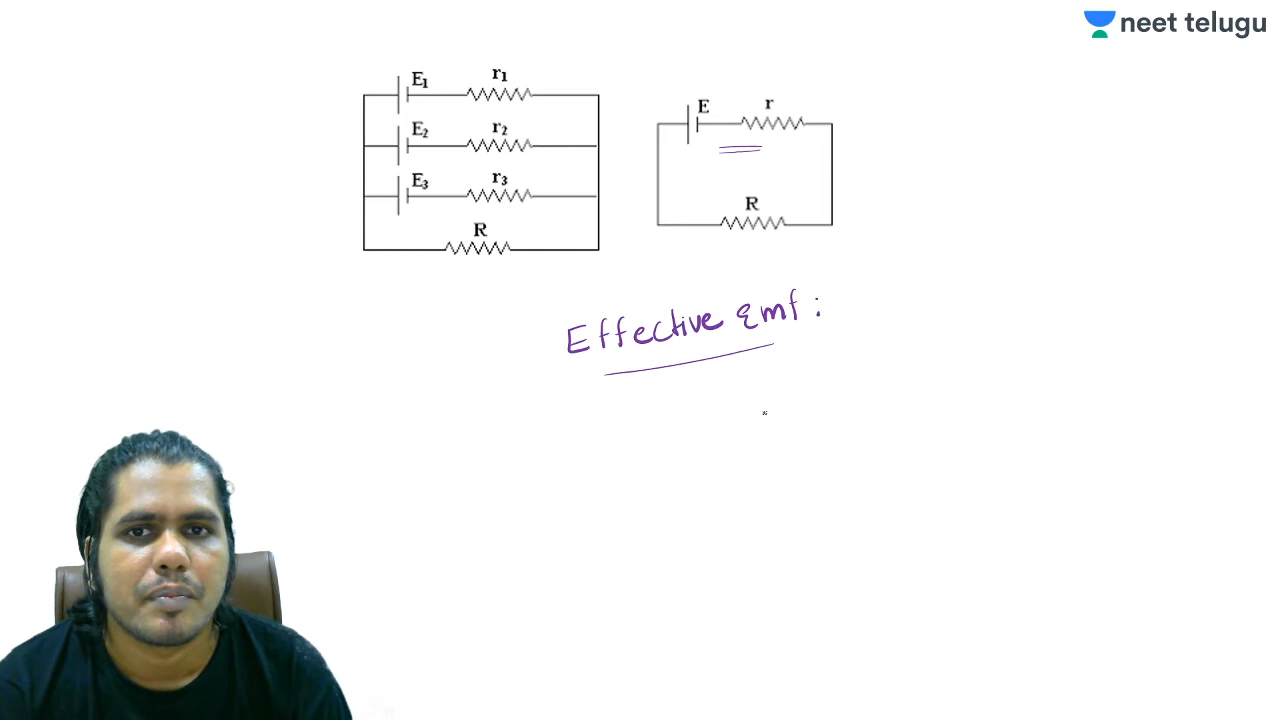 neet telugu
E₁ r₁
E₂ r₂
E₃ r₃
R
E r
R
Effective emf :